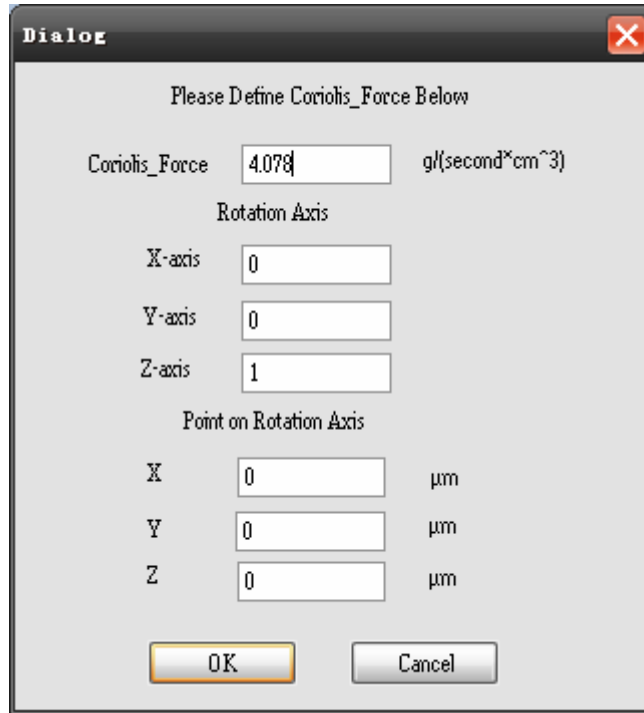 Dialog
Please Define Coriolis_Force Below
Coriolis_Force 4.078 g/(second*cm^3)
Rotation Axis
X-axis 0
Y-axis 0
Z-axis 1
Point on Rotation Axis
X 0 μm
Y 0 μm
Z 0 μm
OK Cancel